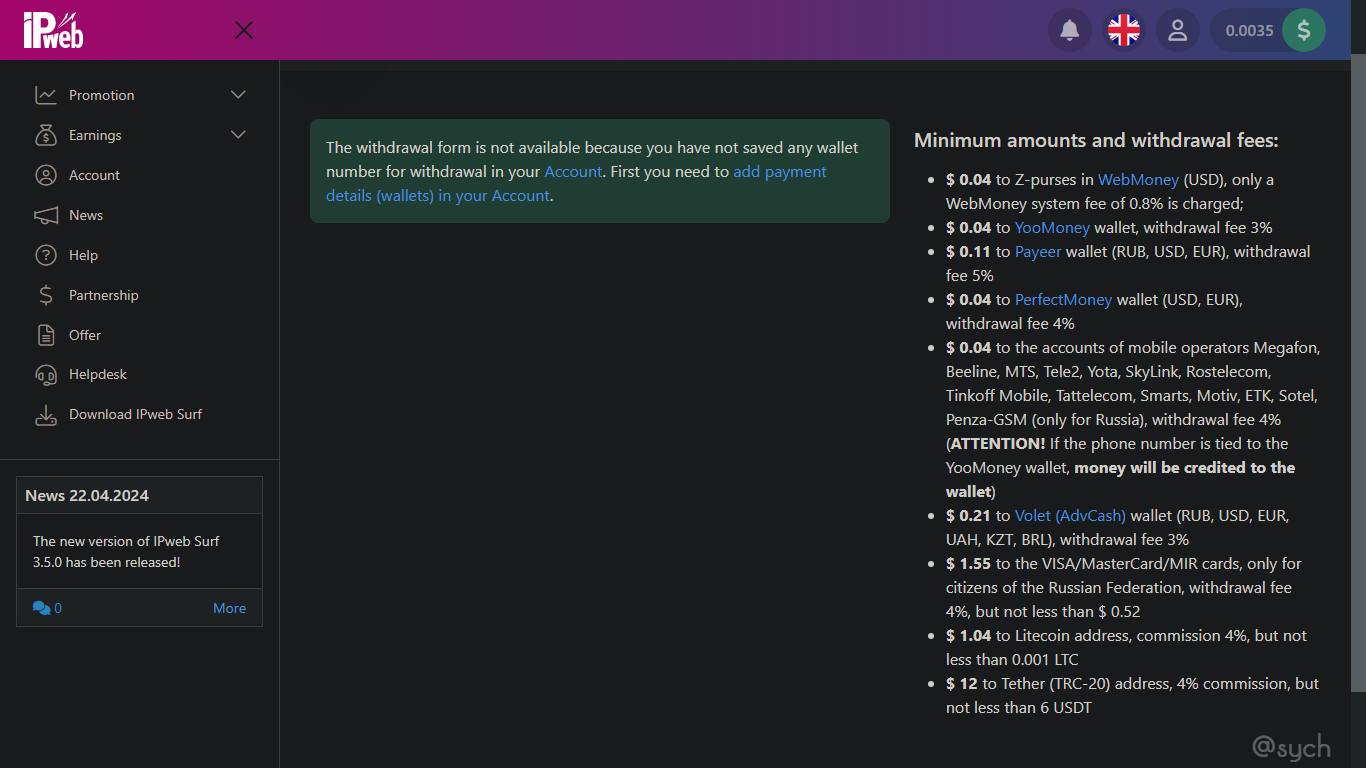 IPweb
0.0035 $
Promotion
Earnings
Account
News
Help
Partnership
Offer
Helpdesk
Download IPweb Surf
News 22.04.2024
The new version of IPweb Surf
3.5.0 has been released!
0 More
The withdrawal form is not available because you have not saved any wallet
number for withdrawal in your Account. First you need to add payment
details (wallets) in your Account.
Minimum amounts and withdrawal fees:
• $ 0.04 to Z-purses in WebMoney (USD), only a
WebMoney system fee of 0.8% is charged;
• $ 0.04 to YooMoney wallet, withdrawal fee 3%
• $ 0.11 to Payeer wallet (RUB, USD, EUR), withdrawal
fee 5%
• $ 0.04 to PerfectMoney wallet (USD, EUR),
withdrawal fee 4%
• $ 0.04 to the accounts of mobile operators Megafon,
Beeline, MTS, Tele2, Yota, SkyLink, Rostelecom,
Tinkoff Mobile, Tattelecom, Smarts, Motiv, ETK, Sotel,
Penza-GSM (only for Russia), withdrawal fee 4%
(ATTENTION! If the phone number is tied to the
YooMoney wallet, money will be credited to the
wallet)
• $ 0.21 to Volet (AdvCash) wallet (RUB, USD, EUR,
UAH, KZT, BRL), withdrawal fee 3%
• $ 1.55 to the VISA/MasterCard/MIR cards, only for
citizens of the Russian Federation, withdrawal fee
4%, but not less than $ 0.52
• $ 1.04 to Litecoin address, commission 4%, but not
less than 0.001 LTC
• $ 12 to Tether (TRC-20) address, 4% commission, but
not less than 6 USDT
@sych